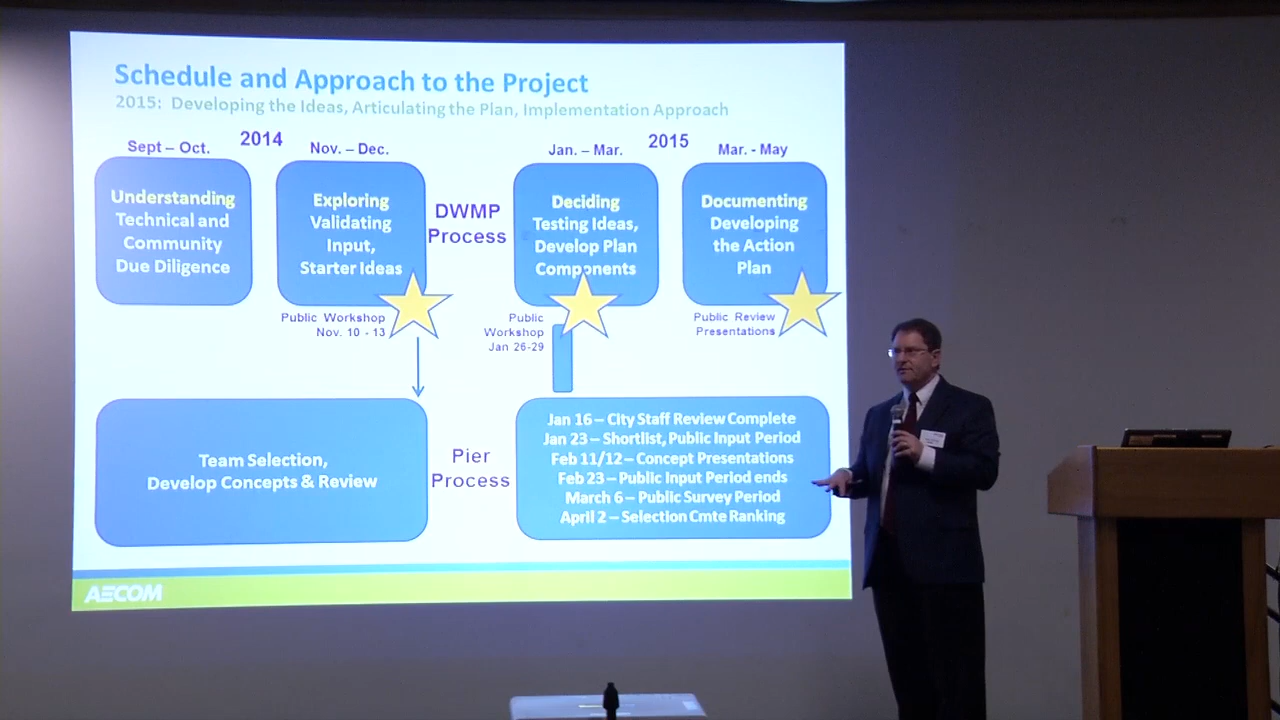 Schedule and Approach to the Project
2015: Developing the Ideas, Articulating the Plan, Implementation Approach
2014
2015
Sept – Oct.
Nov. – Dec.
Jan. – Mar.
Mar. - May
Understanding
Technical and
Community
Due Diligence
Exploring
Validating
Input,
Starter Ideas
DWMP
Process
Deciding
Testing Ideas,
Develop Plan
Components
Documenting
Developing
the Action
Plan
Public Workshop
Nov. 10 - 13
Public
Workshop
Jan 26-29
Public Review
Presentations
Team Selection,
Develop Concepts & Review
Pier
Process
Jan 16 – City Staff Review Complete
Jan 23 – Shortlist, Public Input Period
Feb 11/12 – Concept Presentations
Feb 23 – Public Input Period ends
March 6 – Public Survey Period
April 2 – Selection Cmte Ranking
AECOM